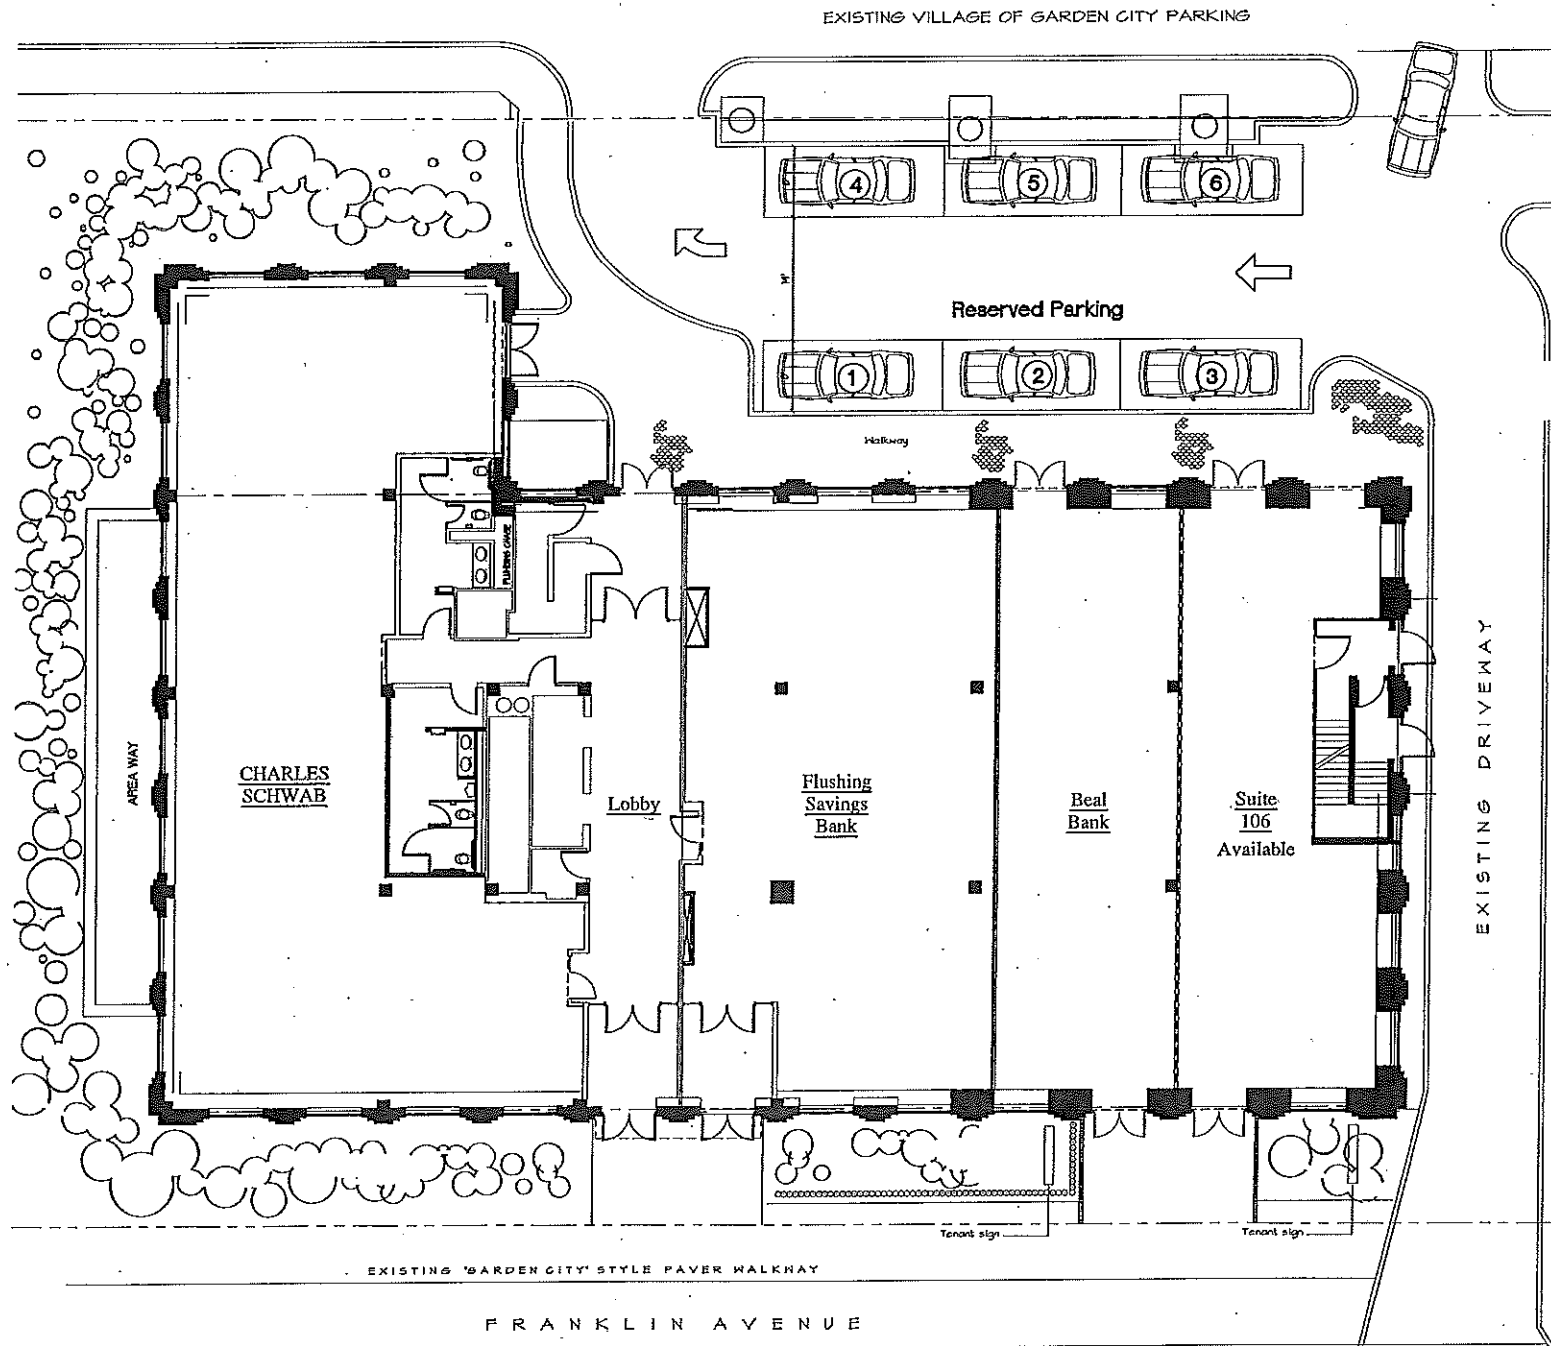 EXISTING VILLAGE OF GARDEN CITY PARKING
4
5
6
Reserved Parking
1
2
3
Walkway
PLUMBING CHASE
AREA WAY
CHARLES
SCHWAB
Lobby
Flushing
Savings
Bank
Beal
Bank
Suite
106
Available
EXISTING DRIVEWAY
Tenant sign
Tenant sign
EXISTING 'GARDEN CITY' STYLE PAVER WALKWAY
FRANKLIN AVENUE